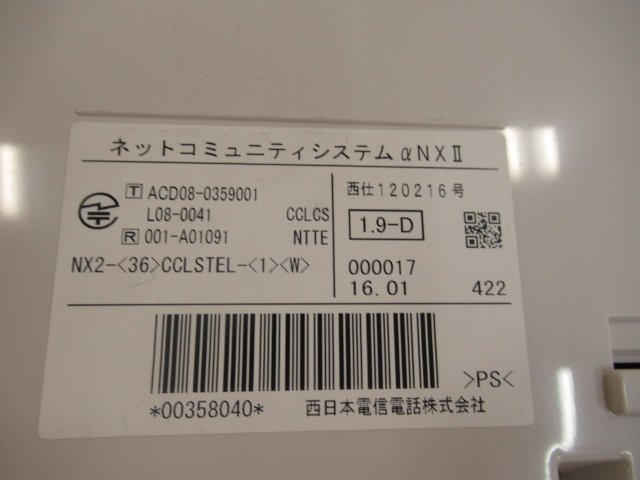 ネットコミュニティシステムαNXⅡ
T ACD08-0359001
L08-0041 CCLCS
R 001-A01091 NTTE
NX2-<36>CCLSTEL-<1><W>
西仕120216号
1.9-D
000017
16.01 422
>PS<
*00358040* 西日本電信電話株式会社